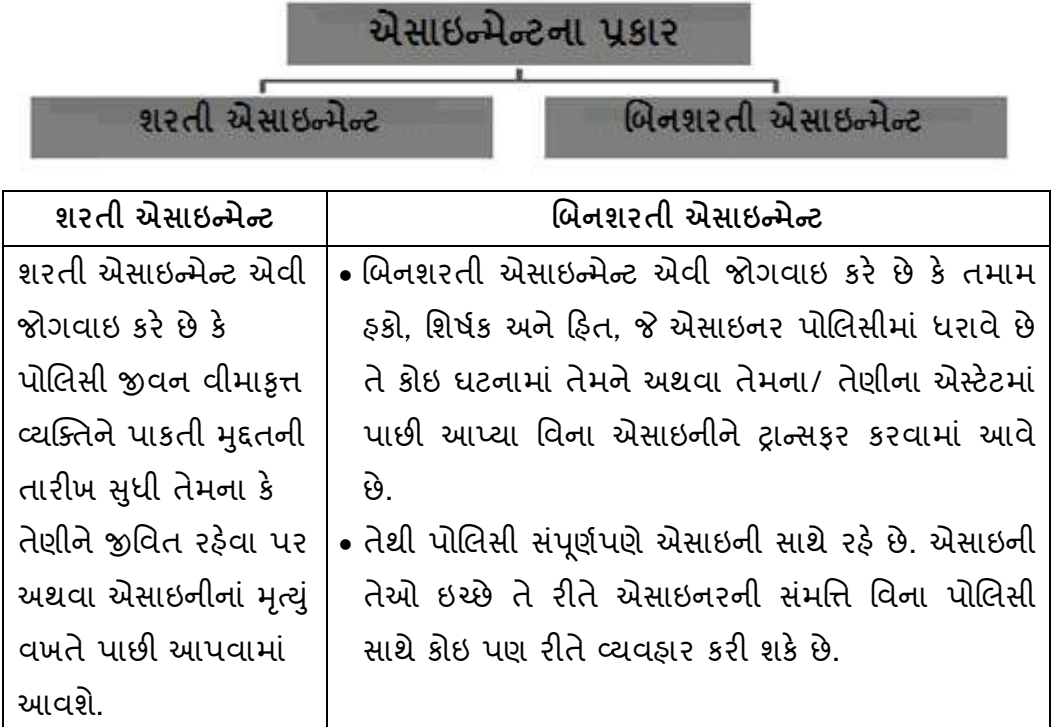 એસાઇન્મેન્ટના પ્રકાર
શરતી એસાઇન્મેન્ટ
બિનશરતી એસાઇન્મેન્ટ
શરતી એસાઇન્મેન્ટ
બિનશરતી એસાઇન્મેન્ટ
શરતી એસાઇન્મેન્ટ એવી
જોગવાઇ કરે છે કે
પોલિસી જીવન વીમાકૃત્ત
વ્યક્તિને પાકતી મુદ્દતની
તારીખ સુધી તેમના કે
તેણીને જીવિત રહેવા પર
અથવા એસાઇનીનાં મૃત્યું
વખતે પાછી આપવામાં
આવશે.
• બિનશરતી એસાઇન્મેન્ટ એવી જોગવાઇ કરે છે કે તમામ
હકો, શિર્ષક અને હિત, જે એસાઇનર પોલિસીમાં ધરાવે છે
તે કોઇ ઘટનામાં તેમને અથવા તેમના/ તેણીના એસ્ટેટમાં
પાછી આપ્યા વિના એસાઇનીને ટ્રાન્સફર કરવામાં આવે
છે.
• તેથી પોલિસી સંપૂર્ણપણે એસાઇની સાથે રહે છે. એસાઇની
તેઓ ઇચ્છે તે રીતે એસાઇનરની સંમત્તિ વિના પોલિસી
સાથે કોઇ પણ રીતે વ્યવહાર કરી શકે છે.